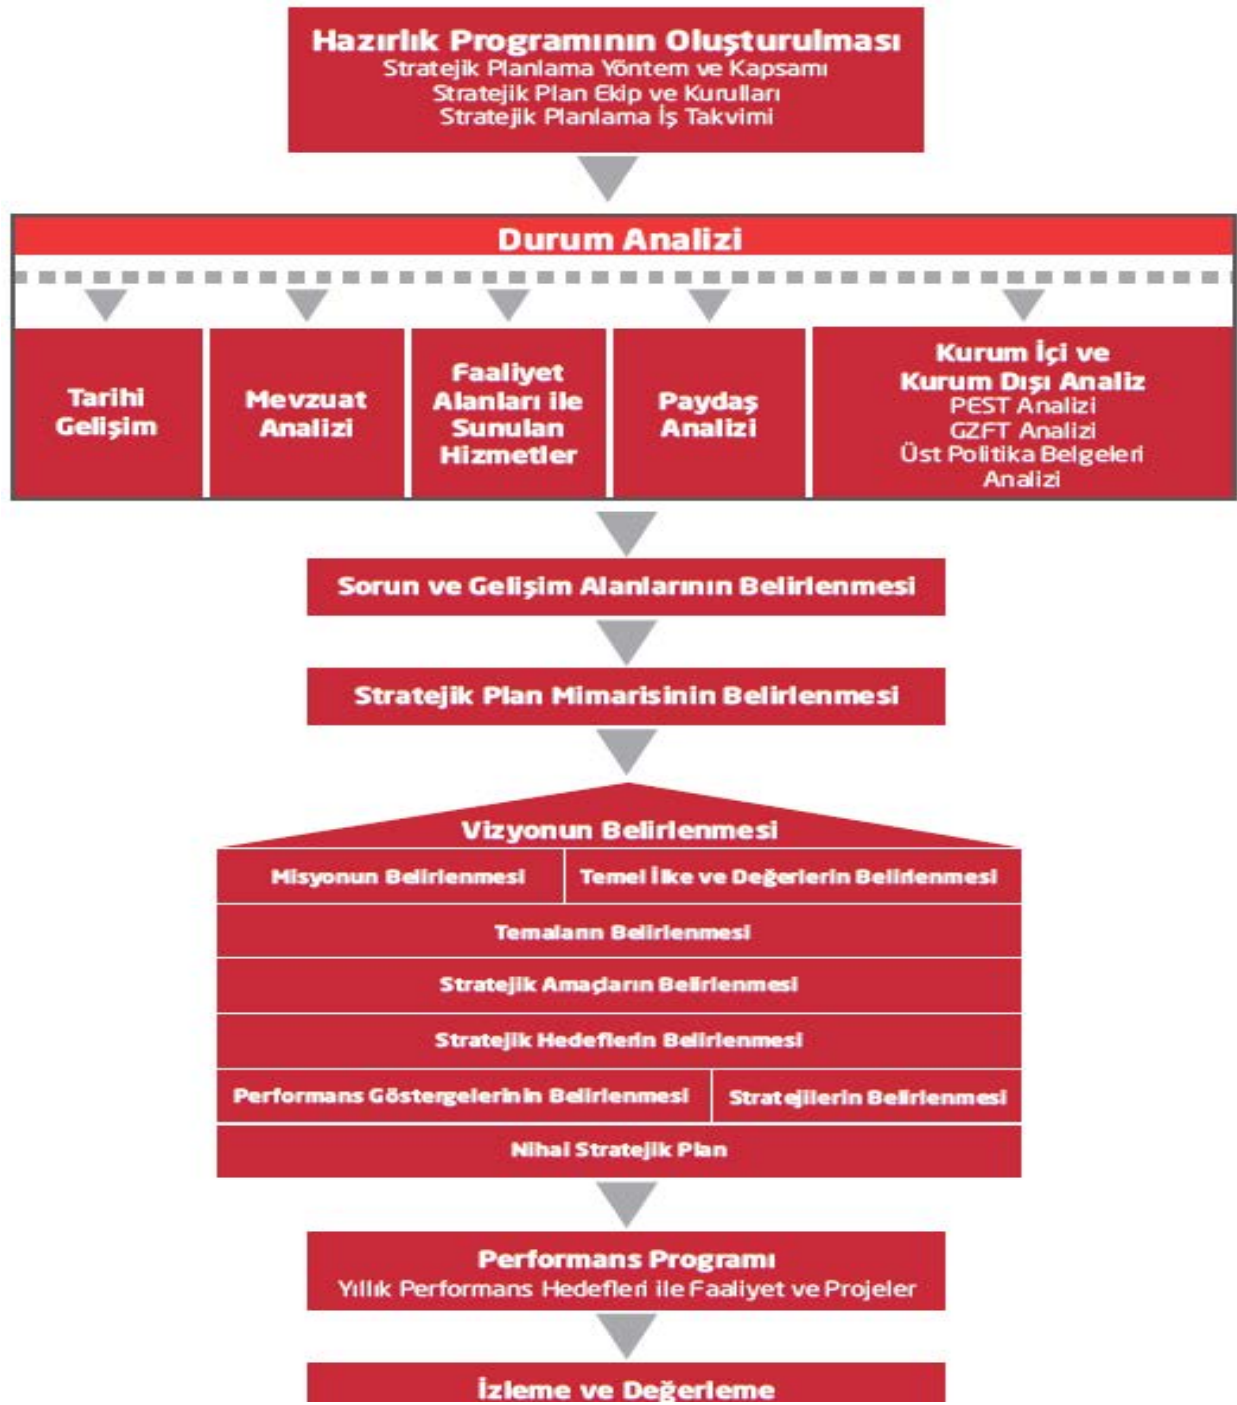 Hazırlık Programının Oluşturulması
Stratejik Planlama Yöntem ve Kapsamı
Stratejik Plan Ekip ve Kurulları
Stratejik Planlama İş Takvimi
Durum Analizi
Tarihi
Gelişim
Mevzuat
Analizi
Faaliyet
Alanları ile
Sunulan
Hizmetler
Paydaş
Analizi
Kurum İçi ve
Kurum Dışı Analiz
PEST Analizi
GZFT Analizi
Üst Politika Belgeleri
Analizi
Sorun ve Gelişim Alanlarının Belirlenmesi
Stratejik Plan Mimarisinin Belirlenmesi
Vizyonun Belirlenmesi
Misyonun Belirlenmesi
Temel İlke ve Değerlerin Belirlenmesi
Temaların Belirlenmesi
Stratejik Amaçların Belirlenmesi
Stratejik Hedeflerin Belirlenmesi
Performans Göstergelerinin Belirlenmesi
Stratejilerin Belirlenmesi
Nihai Stratejik Plan
Performans Programı
Yıllık Performans Hedefleri ile Faaliyet ve Projeler
İzleme ve Değerleme